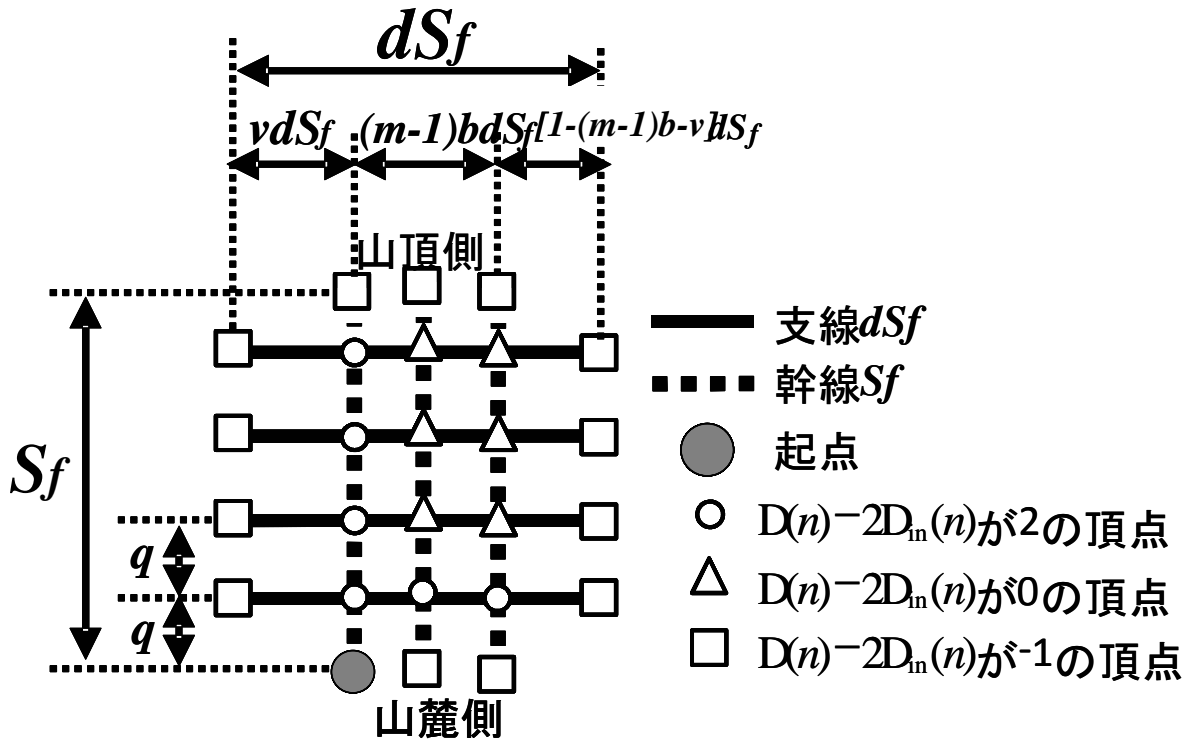 dSf
vdSf (m-1)bdSf [1-(m-1)b-v]dSf
山頂側
Sf
q
q
山麓側
支線dSf
幹線Sf
起点
D(n)−2Din(n)が2の頂点
D(n)−2Din(n)が0の頂点
D(n)−2Din(n)が-1の頂点